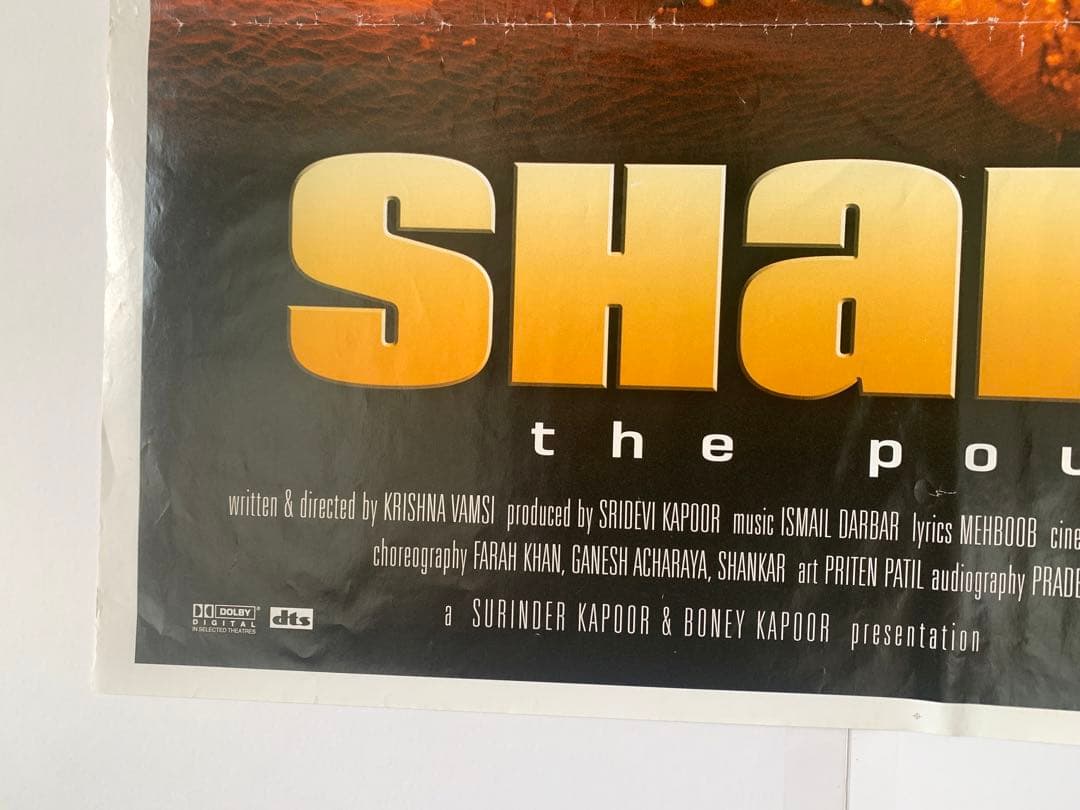 SHa
the po
written & directed by KRISHNA VAMSI produced by SRIDEVI KAPOOR music ISMAIL DARBAR lyrics MEHBOOB cine
choreography FARAH KHAN, GANESH ACHARAYA, SHANKAR art PRITEN PATIL audiography PRADE
a SURINDER KAPOOR & BONEY KAPOOR presentation
DOLBY DIGITAL
IN SELECTED THEATRES
dts